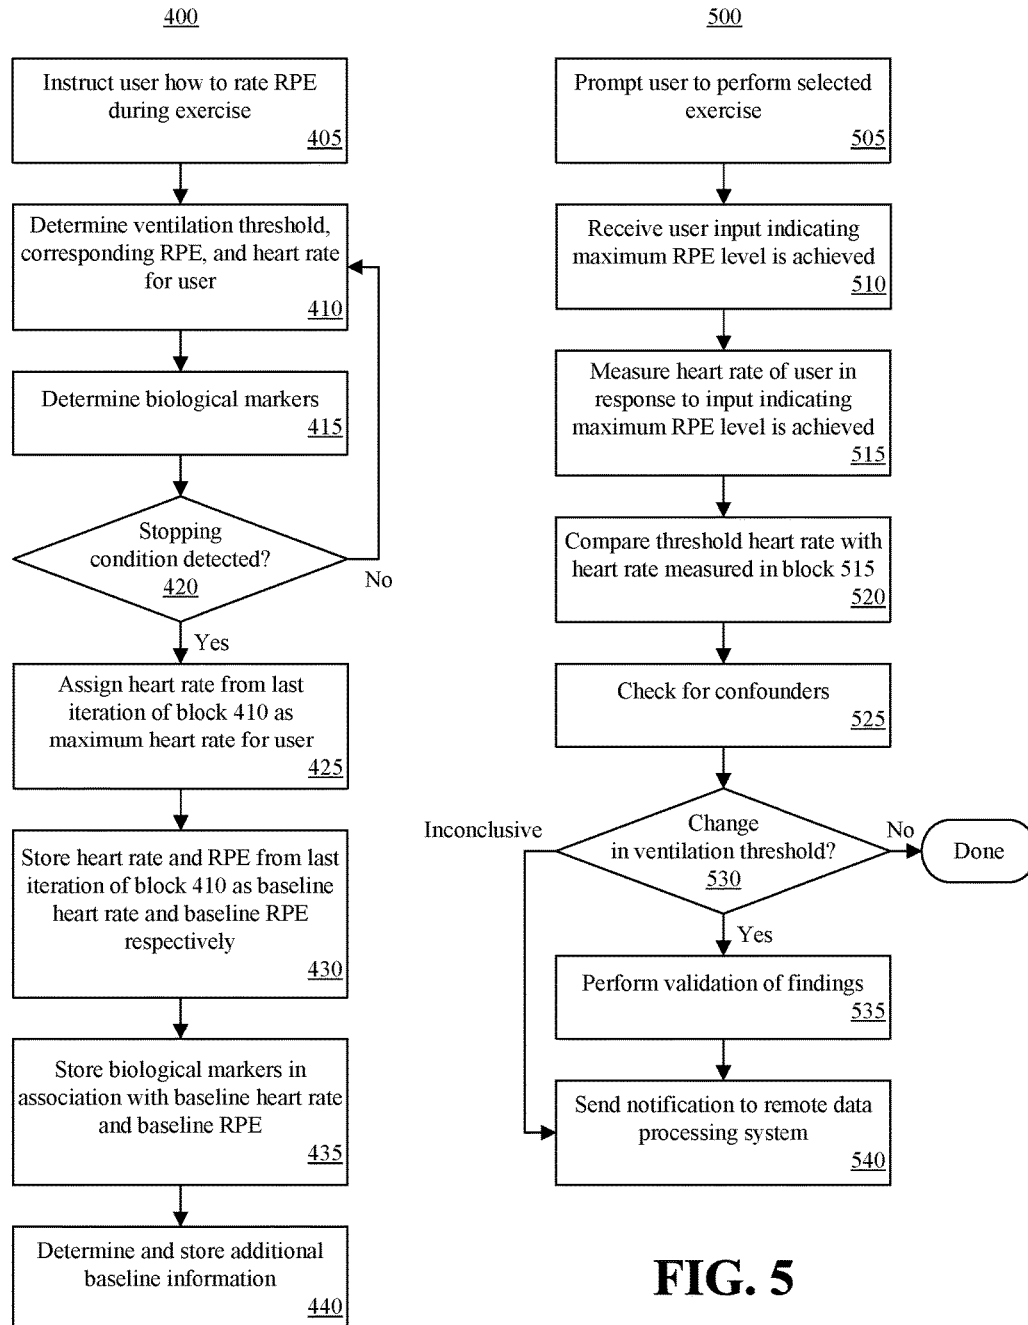 400
Instruct user how to rate RPE
during exercise
405
Determine ventilation threshold,
corresponding RPE, and heart rate
for user
410
Determine biological markers
415
Stopping
condition detected?
420
No
Yes
Assign heart rate from last
iteration of block 410 as
maximum heart rate for user
425
Store heart rate and RPE from last
iteration of block 410 as baseline
heart rate and baseline RPE
respectively
430
Store biological markers in
association with baseline heart rate
and baseline RPE
435
Determine and store additional
baseline information
440
500
Prompt user to perform selected
exercise
505
Receive user input indicating
maximum RPE level is achieved
510
Measure heart rate of user in
response to input indicating
maximum RPE level is achieved
515
Compare threshold heart rate with
heart rate measured in block 515
520
Check for confounders
525
Inconclusive
Change
in ventilation threshold?
530
No
Done
Yes
Perform validation of findings
535
Send notification to remote data
processing system
540
FIG. 5